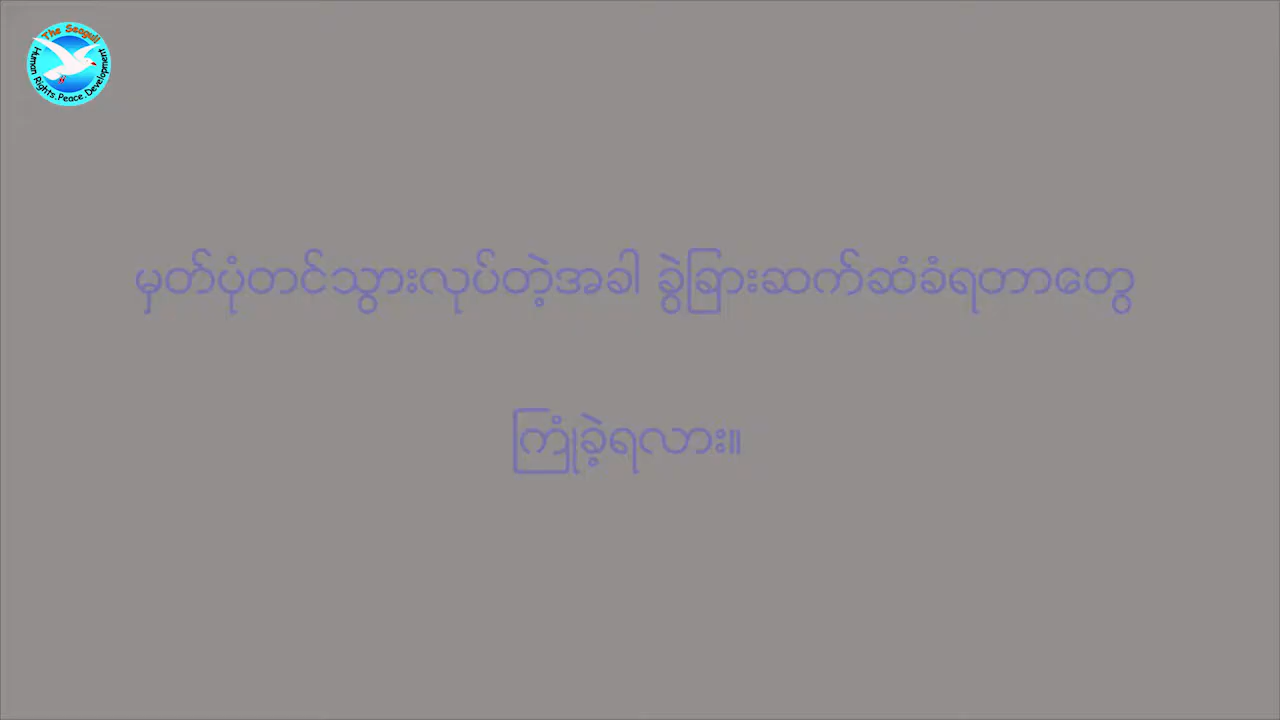 The Seagull
Human Rights.Peace.Development
မှတ်ပုံတင်သွားလုပ်တဲ့အခါ ခွဲခြားဆက်ဆံခံရတာတွေ
ကြုံခဲ့ရလား။